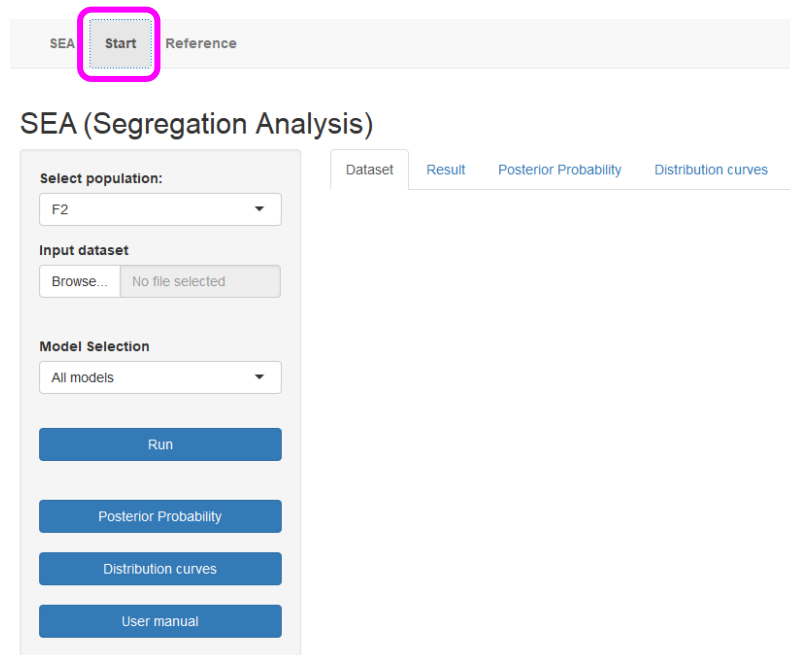 SEA Start Reference
SEA (Segregation Analysis)
Select population:
F2
Input dataset
Browse... No file selected
Model Selection
All models
Run
Posterior Probability
Distribution curves
User manual
Dataset Result Posterior Probability Distribution curves